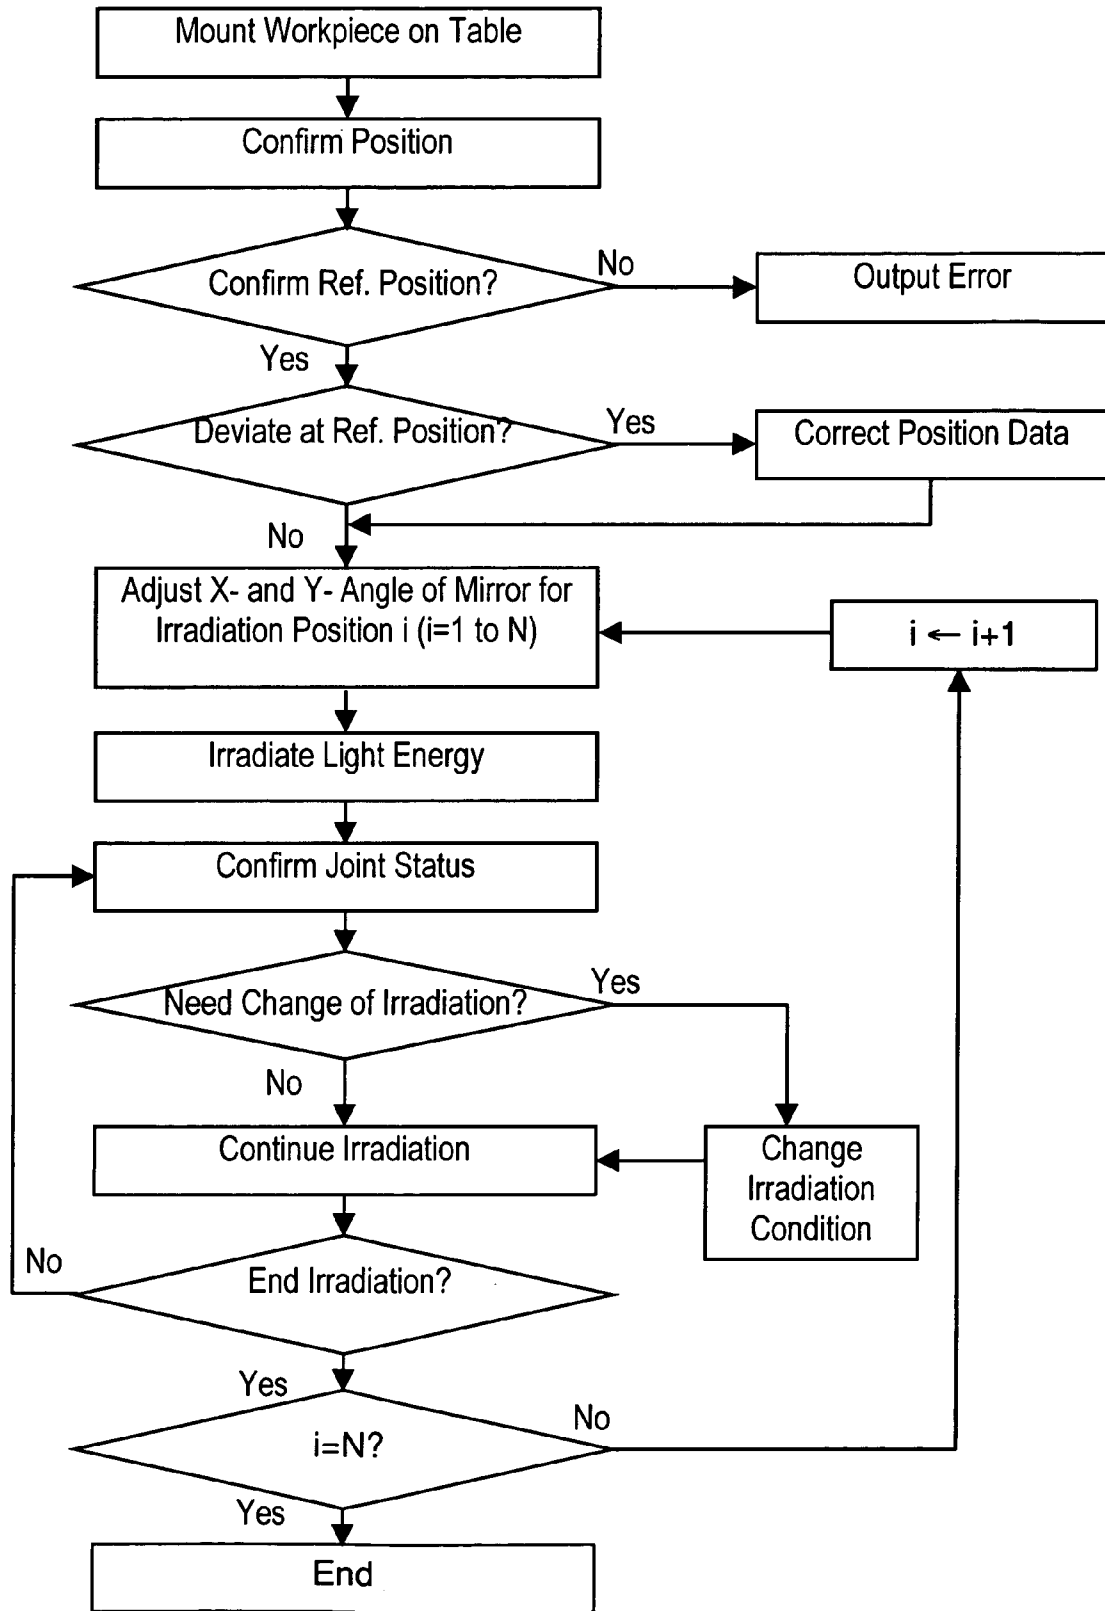 Mount Workpiece on Table
Confirm Position
Confirm Ref. Position?
No
Output Error
Yes
Deviate at Ref. Position?
Yes
Correct Position Data
No
Adjust X- and Y- Angle of Mirror for
Irradiation Position i (i=1 to N)
i ← i+1
Irradiate Light Energy
Confirm Joint Status
Need Change of Irradiation?
Yes
No
Continue Irradiation
Change
Irradiation
Condition
No
End Irradiation?
Yes
No
i=N?
Yes
End